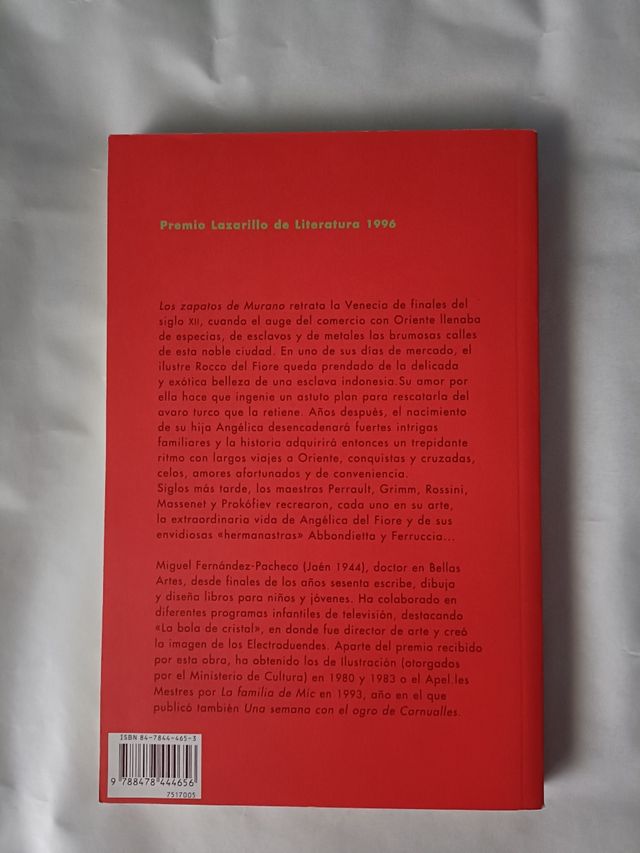 Premio Lazarillo de Literatura 1996
Los zapatos de Murano retrata la Venecia de finales del
siglo XII, cuando el auge del comercio con Oriente llenaba
de especias, de esclavos y de metales las brumosas calles
de esta noble ciudad. En uno de sus días de mercado, el
ilustre Rocco del Fiore queda prendado de la delicada
y exótica belleza de una esclava indonesia.Su amor por
ella hace que ingenie un astuto plan para rescatarla del
avaro turco que la retiene. Años después, el nacimiento
de su hija Angélica desencadenará fuertes intrigas
familiares y la historia adquirirá entonces un trepidante
ritmo con largos viajes a Oriente, conquistas y cruzadas,
celos, amores afortunados y de conveniencia.
Siglos más tarde, los maestros Perrault, Grimm, Rossini,
Massenet y Prokófiev recrearon, cada uno en su arte,
la extraordinaria vida de Angélica del Fiore y de sus
envidiosas «hermanastras» Abbondietta y Ferruccia...
Miguel Fernández-Pacheco (Jaén 1944), doctor en Bellas
Artes, desde finales de los años sesenta escribe, dibuja
y diseña libros para niños y jóvenes. Ha colaborado en
diferentes programas infantiles de televisión, destacando
«La bola de cristal», en donde fue director de arte y creó
la imagen de los Electroduendes. Aparte del premio recibido
por esta obra, ha obtenido los de Ilustración (otorgados
por el Ministerio de Cultura) en 1980 y 1983 o el Apel.les
Mestres por La familia de Mic en 1993, año en el que
publicó también Una semana con el ogro de Cornualles.
ISBN 84-7844-465-3
9 788478 444656
7517005